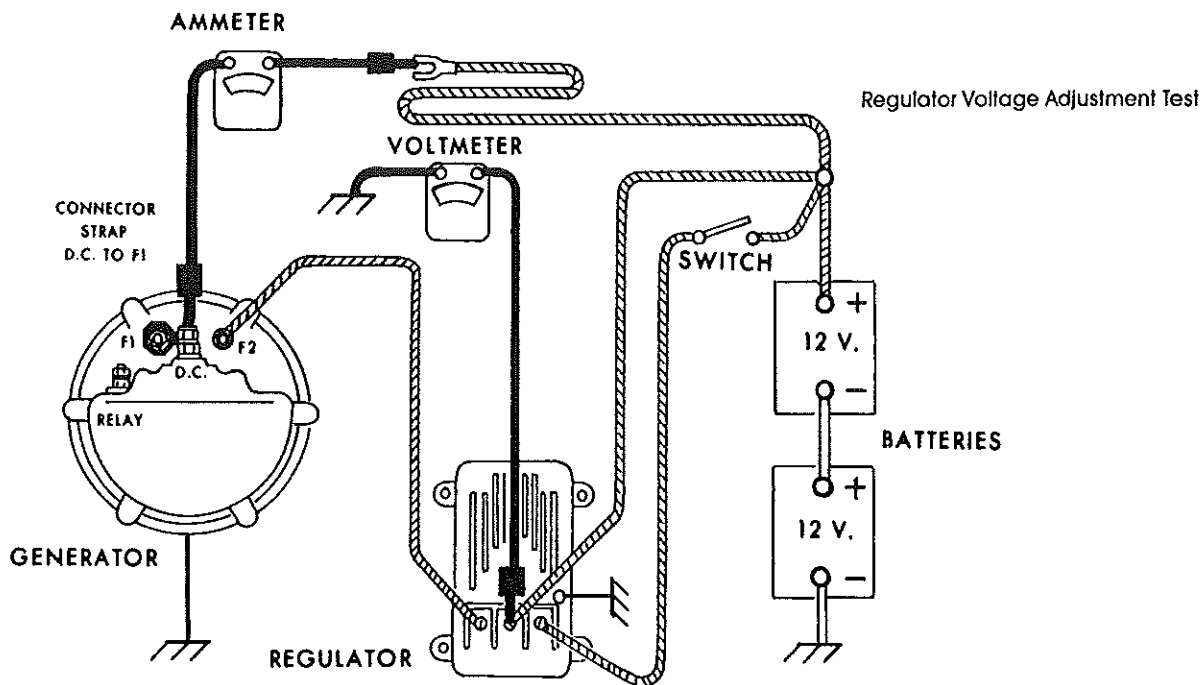 AMMETER
Regulator Voltage Adjustment Test
VOLTMETER
CONNECTOR
STRAP
D.C. TO F1
SWITCH
+
12 V.
−
F1
F2
D.C.
RELAY
BATTERIES
+
12 V.
−
GENERATOR
REGULATOR